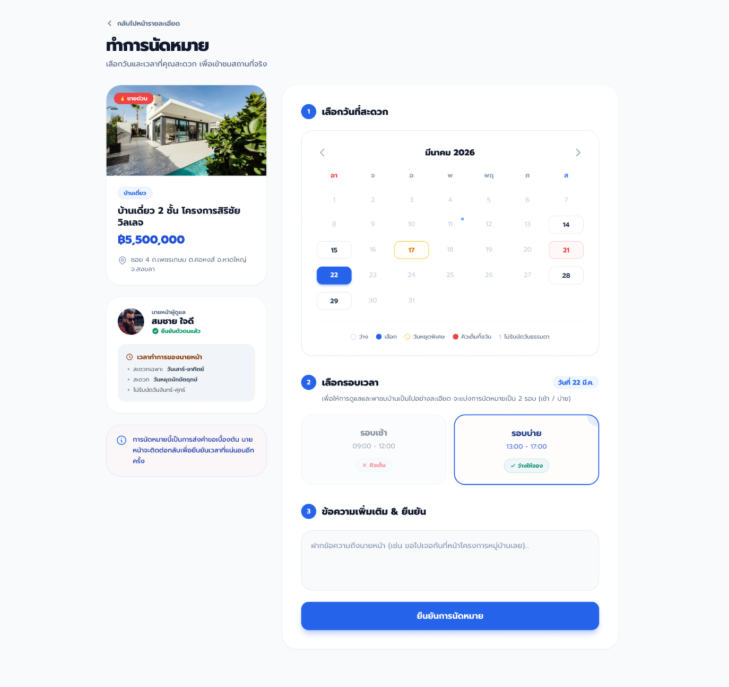 กลับไปหน้ารายละเอียด
ทำการนัดหมาย
เลือกวันและเวลาที่คุณสะดวก เพื่อเข้าชมสถานที่จริง
ขายด่วน
บ้านเดี่ยว
บ้านเดี่ยว 2 ชั้น โครงการสิริชัย
วิลเลจ
฿5,500,000
ซอย 4 ถ.เพชรเกษม ต.คอหงส์ อ.หาดใหญ่
จ.สงขลา
นายหน้าผู้ดูแล
สมชาย ใจดี
ยืนยันตัวตนแล้ว
เวลาทำการของนายหน้า
• สะดวกเฉพาะ วันเสาร์-อาทิตย์
• สะดวก วันหยุดนักขัตฤกษ์
• ไม่รับนัดวันจันทร์-ศุกร์
การนัดหมายนี้เป็นการส่งคำขอเบื้องต้น นาย
หน้าจะติดต่อกลับเพื่อยืนยันเวลาที่แน่นอนอีก
ครั้ง
1 เลือกวันที่สะดวก
มีนาคม 2026
อา จ อ พ พฤ ศ ส
1 2 3 4 5 6 7
8 9 10 11 12 13 14
15 16 17 18 19 20 21
22 23 24 25 26 27 28
29 30 31
ว่าง เลือก วันหยุดพิเศษ คิวเต็มทั้งวัน 1 ไม่รับนัดวันธรรมดา
2 เลือกรอบเวลา
วันที่ 22 มี.ค.
เพื่อให้การดูแลและพาชมบ้านเป็นไปอย่างละเอียด จะแบ่งการนัดหมายเป็น 2 รอบ (เช้า / บ่าย)
รอบเช้า
09:00 - 12:00
✕ คิวเต็ม
รอบบ่าย
13:00 - 17:00
✓ ว่างให้จอง
3 ข้อความเพิ่มเติม & ยืนยัน
ฝากข้อความถึงนายหน้า (เช่น ขอไปเจอกันที่หน้าโครงการหมู่บ้านเลย)...
ยืนยันการนัดหมาย